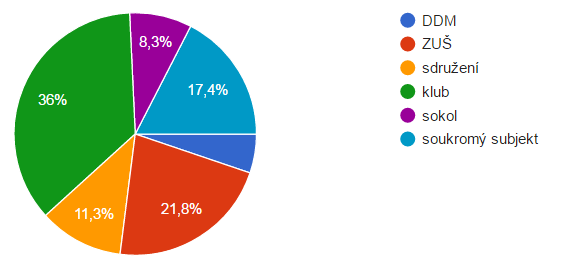 DDM
ZUŠ
sdružení
klub
sokol
soukromý subjekt
8,3%
17,4%
36%
11,3%
21,8%